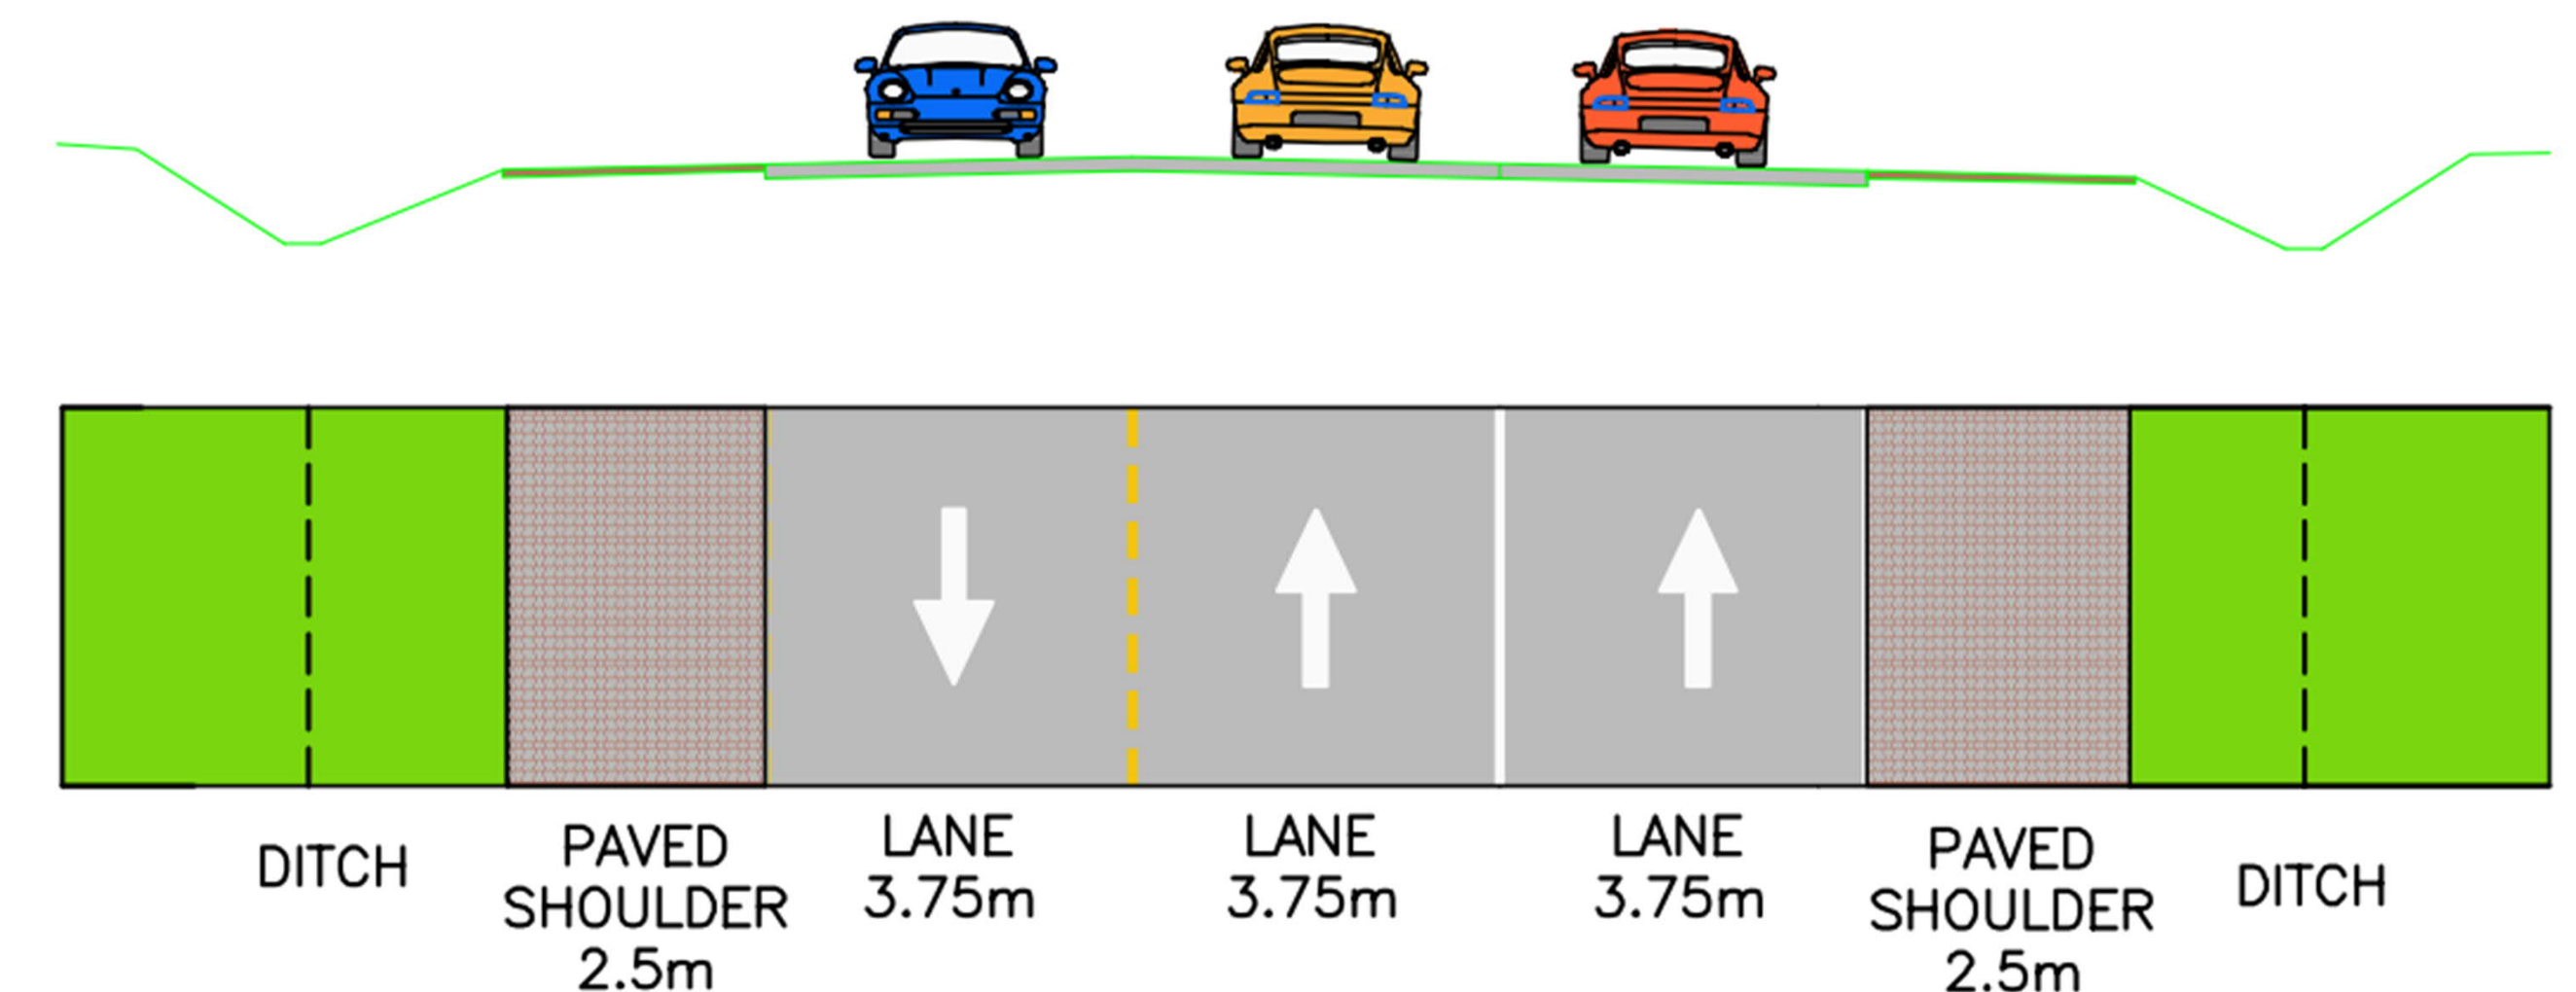 DITCH
PAVED
SHOULDER
2.5m
LANE
3.75m
LANE
3.75m
LANE
3.75m
PAVED
SHOULDER
2.5m
DITCH